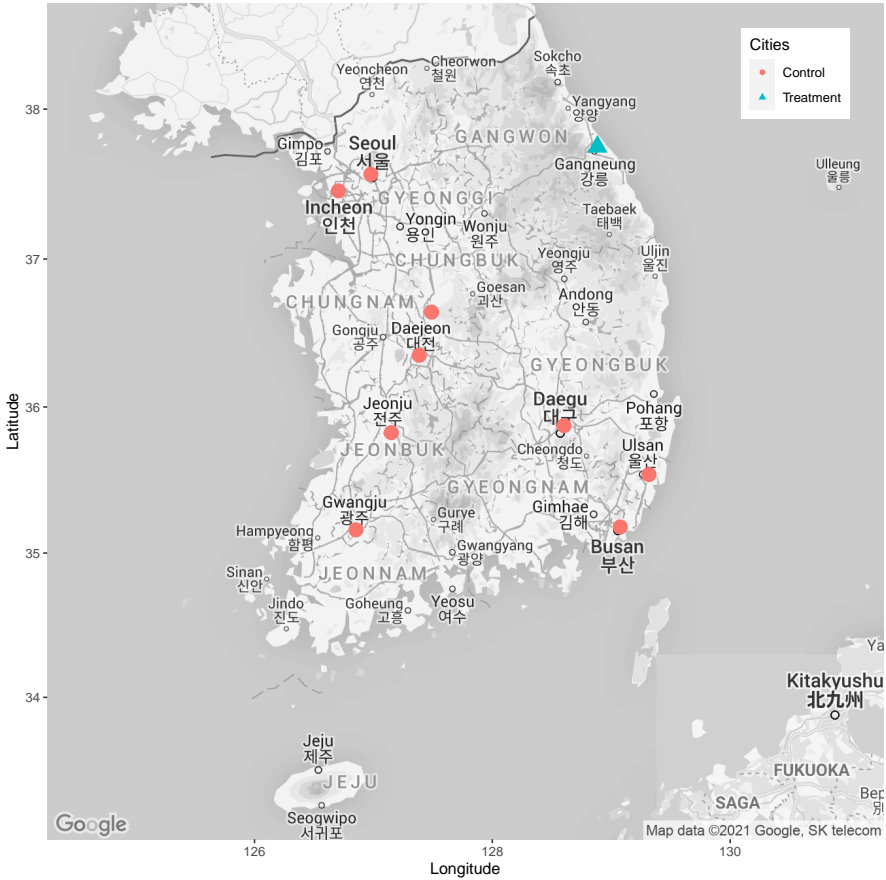 Cities
Control
Treatment
Sokcho
속초
Cheorwon
철원
Yeoncheon
연천
38
Yangyang
양양
GANGWON
Gimpo
김포
Seoul
서울
Gangneung
강릉
Ulleung
울릉
Incheon
인천
GYEONGGI
Taebaek
태백
Yongin
용인
Wonju
원주
37
CHUNGBUK
Yeongju
영주
Uljin
울진
Goesan
괴산
Andong
안동
CHUNGNAM
Gongju
공주
Daejeon
대전
GYEONGBUK
36
Latitude
Jeonju
전주
Daegu
대구
Pohang
포항
JEONBUK
Cheongdo
청도
Ulsan
울산
GYEONGNAM
Gwangju
광주
Gurye
구례
Gimhae
김해
35
Hampyeong
함평
Gwangyang
광양
Busan
부산
Sinan
신안
JEONNAM
Jindo
진도
Goheung
고흥
Yeosu
여수
Ya
34
Kitakyushu
北九州
Jeju
제주
JEJU
FUKUOKA
Seogwipo
서귀포
SAGA
Bep
Google
Map data ©2021 Google, SK telecom
126
128
130
Longitude